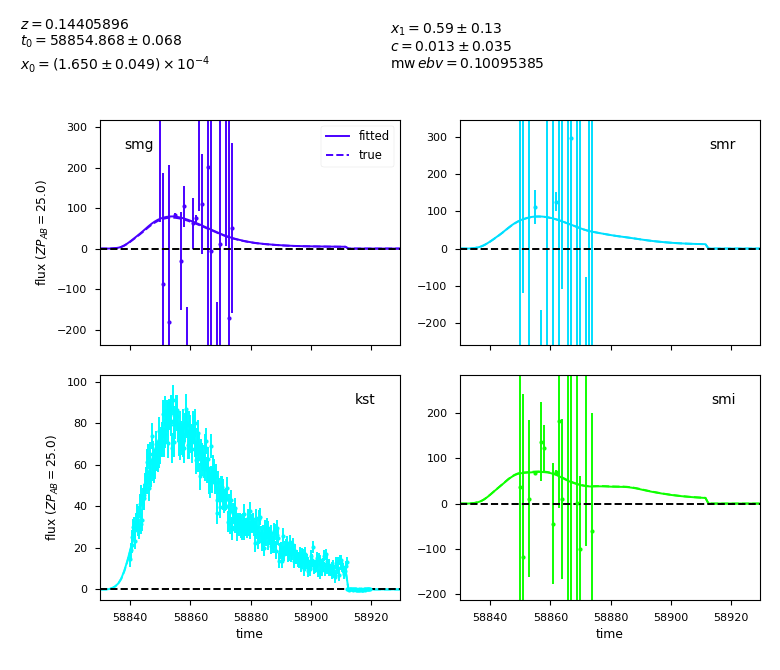 z = 0.14405896
t₀ = 58854.868 ± 0.068
x₀ = (1.650 ± 0.049) × 10⁻⁴
x₁ = 0.59 ± 0.13
c = 0.013 ± 0.035
mw ebv = 0.10095385
smg
fitted
true
300
200
100
0
−100
−200
flux (ZP_AB = 25.0)
smr
300
200
100
0
−100
−200
kst
100
80
60
40
20
0
flux (ZP_AB = 25.0)
58840 58860 58880 58900 58920
time
smi
200
100
0
−100
−200
58840 58860 58880 58900 58920
time